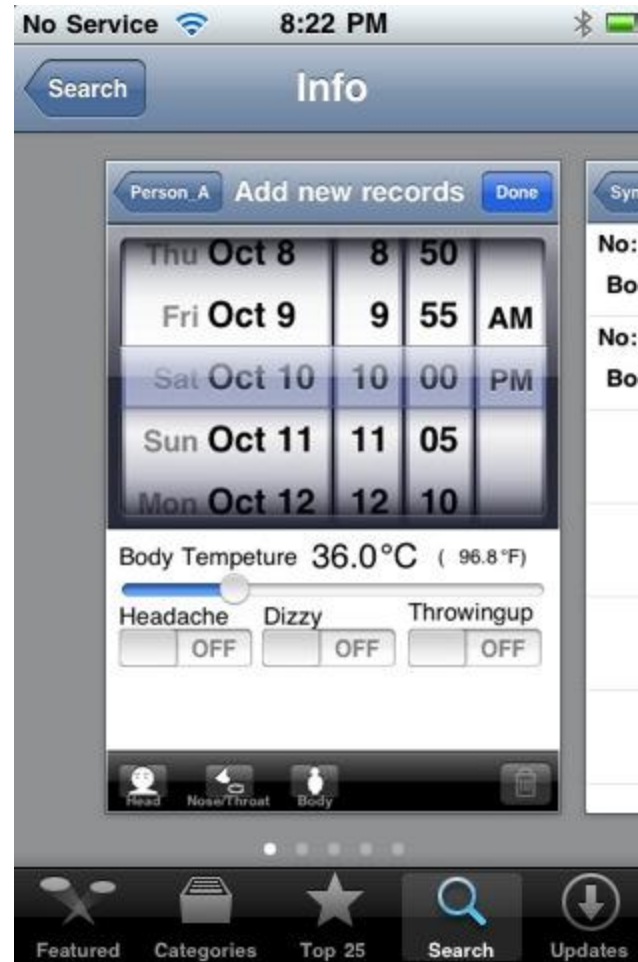 No Service 8:22 PM
Search Info
Person_A Add new records Done
Thu Oct 8 8 50
Fri Oct 9 9 55 AM
Sat Oct 10 10 00 PM
Sun Oct 11 11 05
Mon Oct 12 12 10
Body Tempeture 36.0°C ( 96.8°F)
Headache Dizzy Throwingup
OFF OFF OFF
Head Nose/Throat Body
Syn
No:
Bo
No:
Bo
Featured Categories Top 25 Search Updates